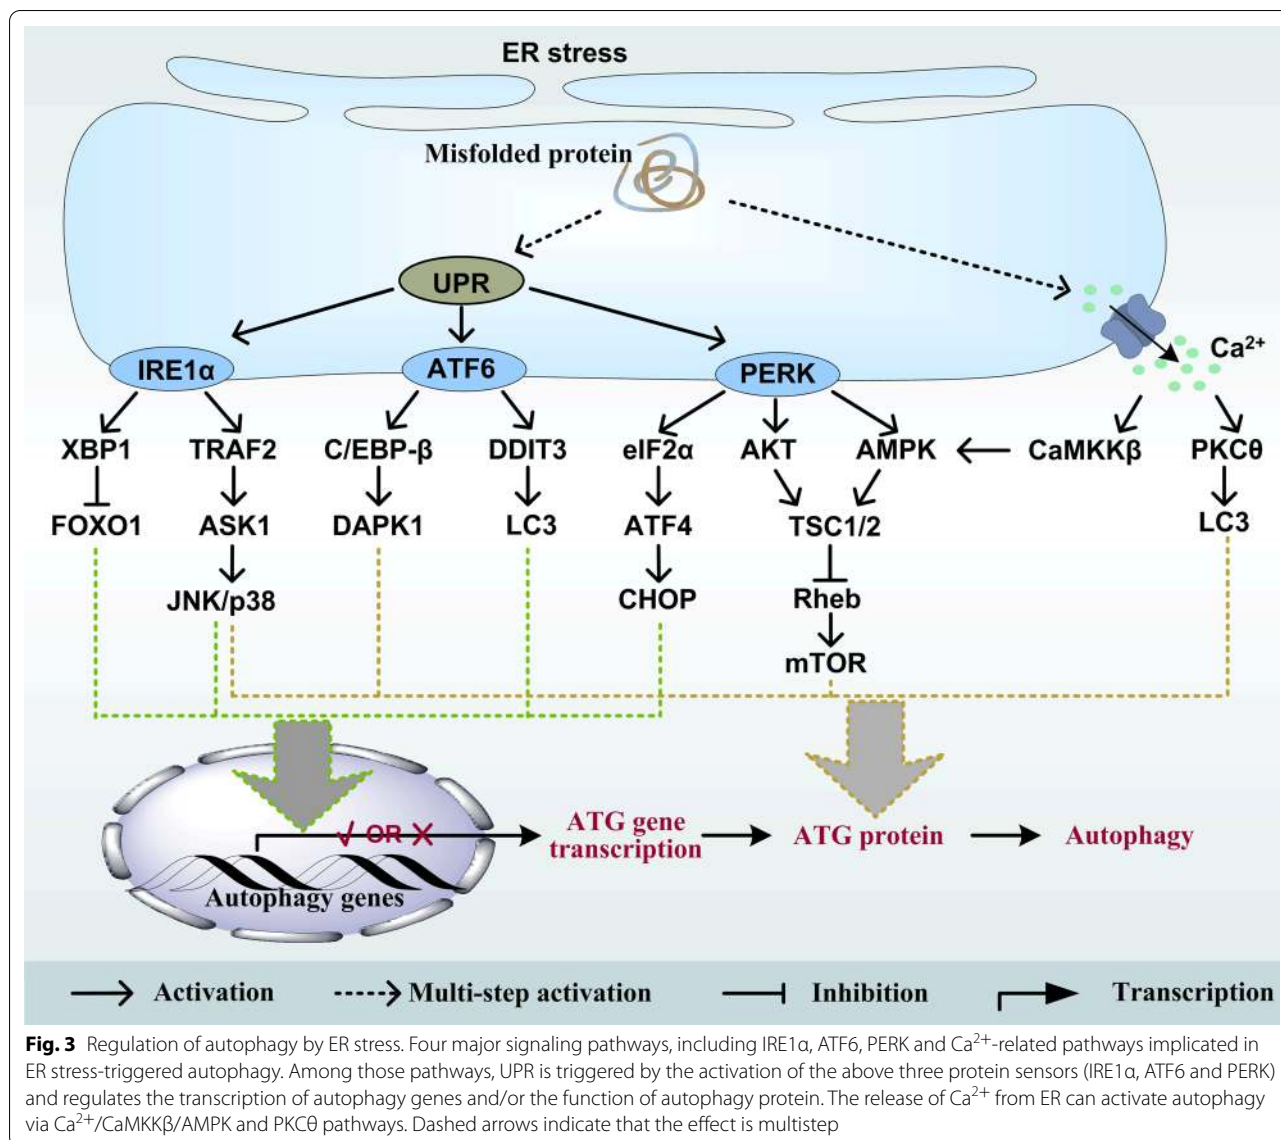 ER stress
Misfolded protein
UPR
IRE1α ATF6 PERK Ca²⁺
XBP1 TRAF2 C/EBP-β DDIT3 eIF2α AKT AMPK CaMKKβ PKCθ
FOXO1 ASK1 DAPK1 LC3 ATF4 TSC1/2 LC3
JNK/p38 CHOP Rheb
mTOR
√ OR X
ATG gene
transcription
ATG protein
Autophagy
Autophagy genes
Activation Multi-step activation Inhibition Transcription
Fig. 3 Regulation of autophagy by ER stress. Four major signaling pathways, including IRE1α, ATF6, PERK and Ca²⁺-related pathways implicated in
ER stress-triggered autophagy. Among those pathways, UPR is triggered by the activation of the above three protein sensors (IRE1α, ATF6 and PERK)
and regulates the transcription of autophagy genes and/or the function of autophagy protein. The release of Ca²⁺ from ER can activate autophagy
via Ca²⁺/CaMKKβ/AMPK and PKCθ pathways. Dashed arrows indicate that the effect is multistep